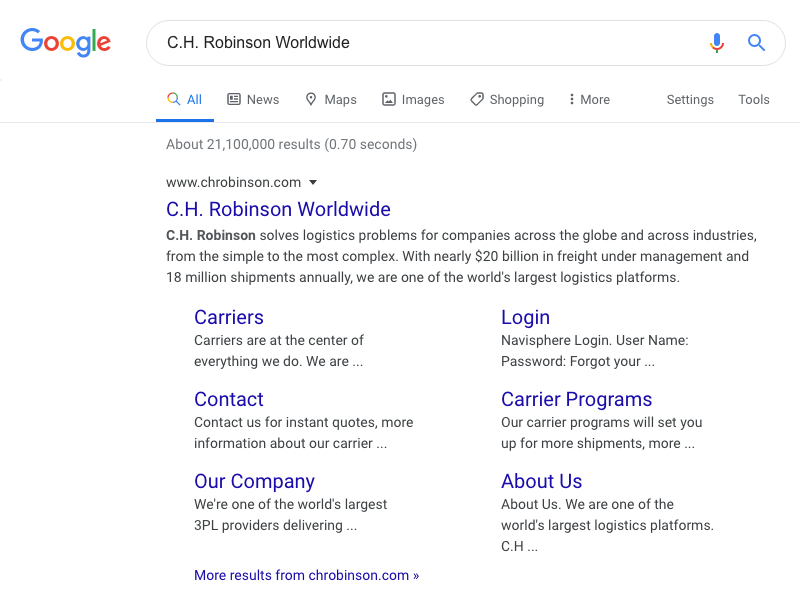 Google
C.H. Robinson Worldwide
All News Maps Images Shopping More Settings Tools
About 21,100,000 results (0.70 seconds)
www.chrobinson.com
C.H. Robinson Worldwide
C.H. Robinson solves logistics problems for companies across the globe and across industries,
from the simple to the most complex. With nearly $20 billion in freight under management and
18 million shipments annually, we are one of the world's largest logistics platforms.
Carriers
Carriers are at the center of
everything we do. We are ...
Login
Navisphere Login. User Name:
Password: Forgot your ...
Contact
Contact us for instant quotes, more
information about our carrier ...
Carrier Programs
Our carrier programs will set you
up for more shipments, more ...
Our Company
We're one of the world's largest
3PL providers delivering ...
About Us
About Us. We are one of the
world's largest logistics platforms.
C.H ...
More results from chrobinson.com »